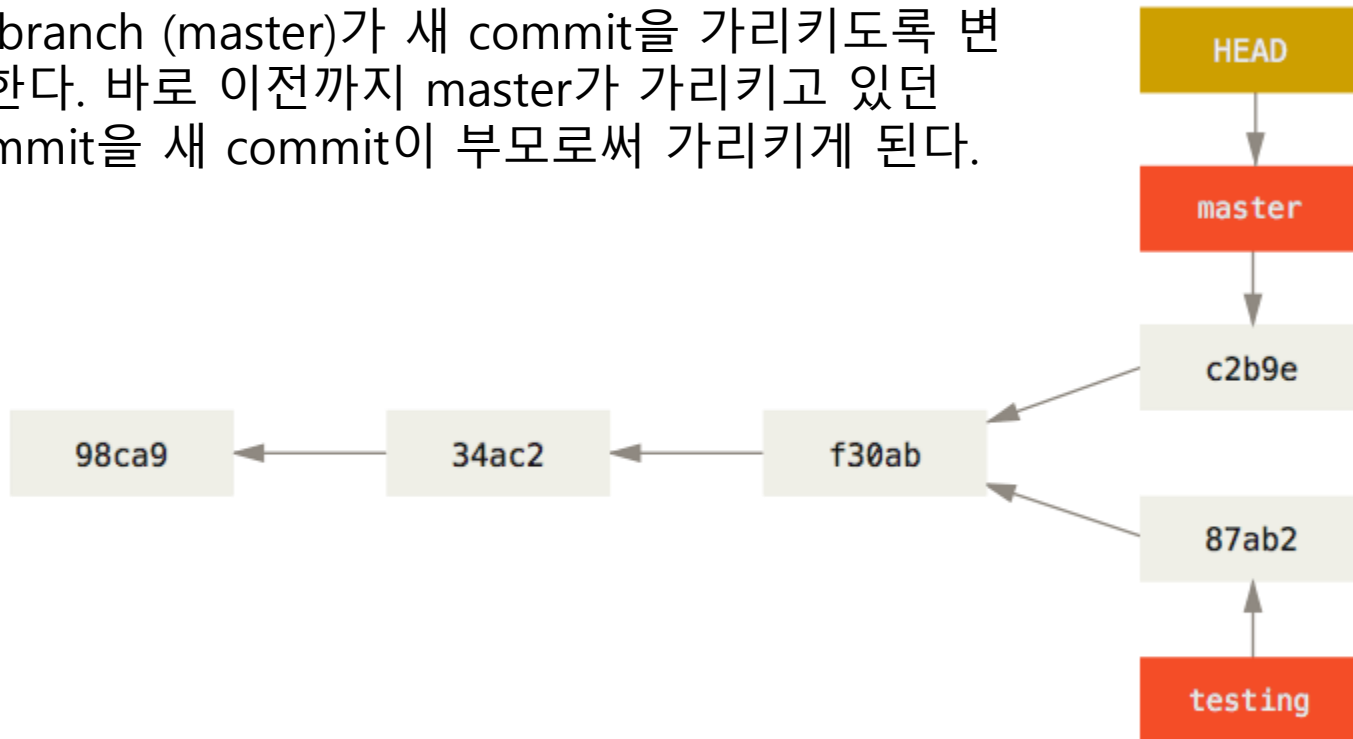 branch (master)가 새 commit을 가리키도록 변
한다. 바로 이전까지 master가 가리키고 있던
mmit을 새 commit이 부모로써 가리키게 된다.
HEAD
master
c2b9e
98ca9 34ac2 f30ab
87ab2
testing